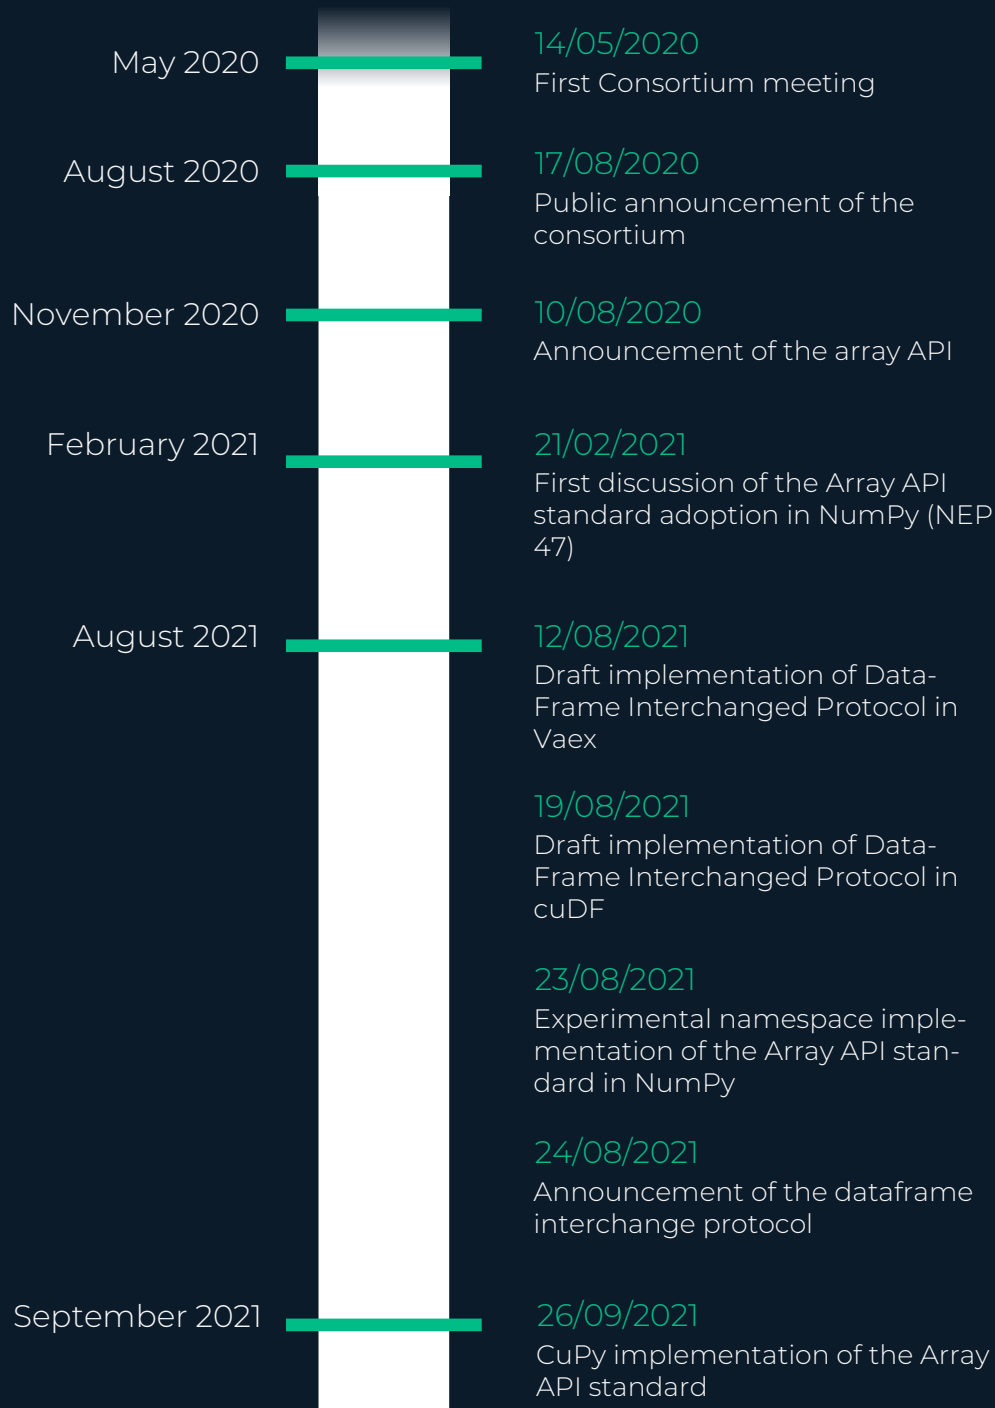 May 2020
14/05/2020
First Consortium meeting
August 2020
17/08/2020
Public announcement of the
consortium
November 2020
10/08/2020
Announcement of the array API
February 2021
21/02/2021
First discussion of the Array API
standard adoption in NumPy (NEP
47)
August 2021
12/08/2021
Draft implementation of Data-
Frame Interchanged Protocol in
Vaex
19/08/2021
Draft implementation of Data-
Frame Interchanged Protocol in
cuDF
23/08/2021
Experimental namespace imple-
mentation of the Array API stan-
dard in NumPy
24/08/2021
Announcement of the dataframe
interchange protocol
September 2021
26/09/2021
CuPy implementation of the Array
API standard